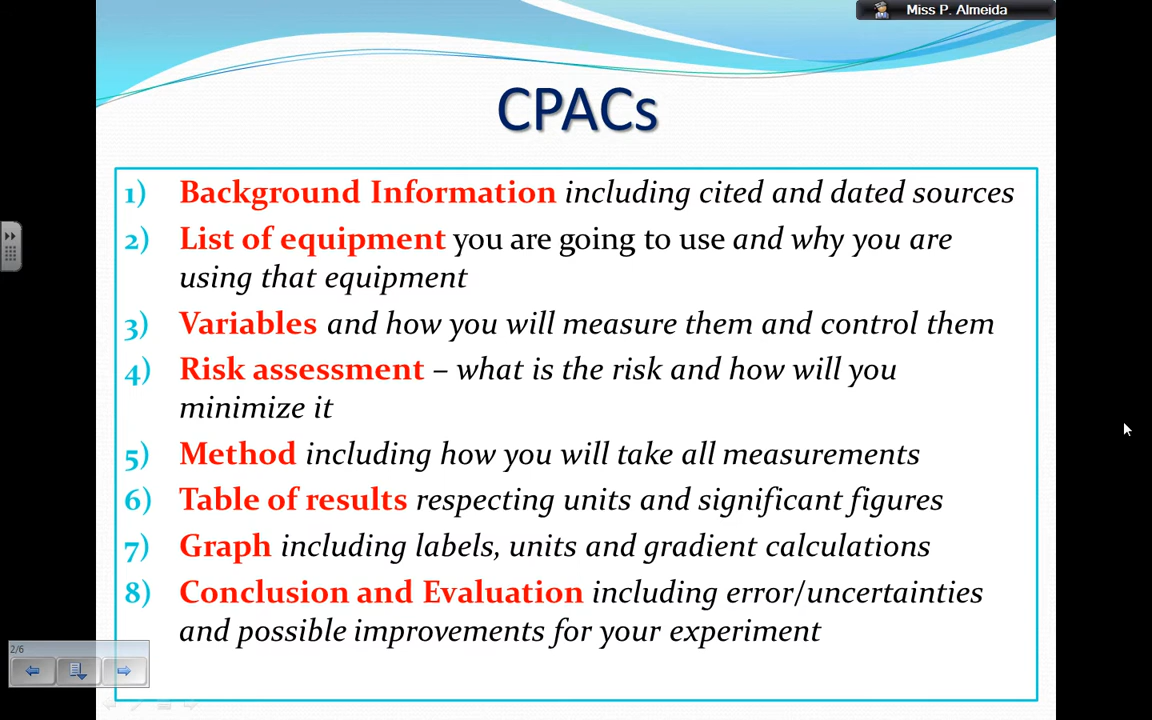 Miss P. Almeida
CPACs
1) Background Information including cited and dated sources
2) List of equipment you are going to use and why you are
using that equipment
3) Variables and how you will measure them and control them
4) Risk assessment – what is the risk and how will you
minimize it
5) Method including how you will take all measurements
6) Table of results respecting units and significant figures
7) Graph including labels, units and gradient calculations
8) Conclusion and Evaluation including error/uncertainties
and possible improvements for your experiment
2/6